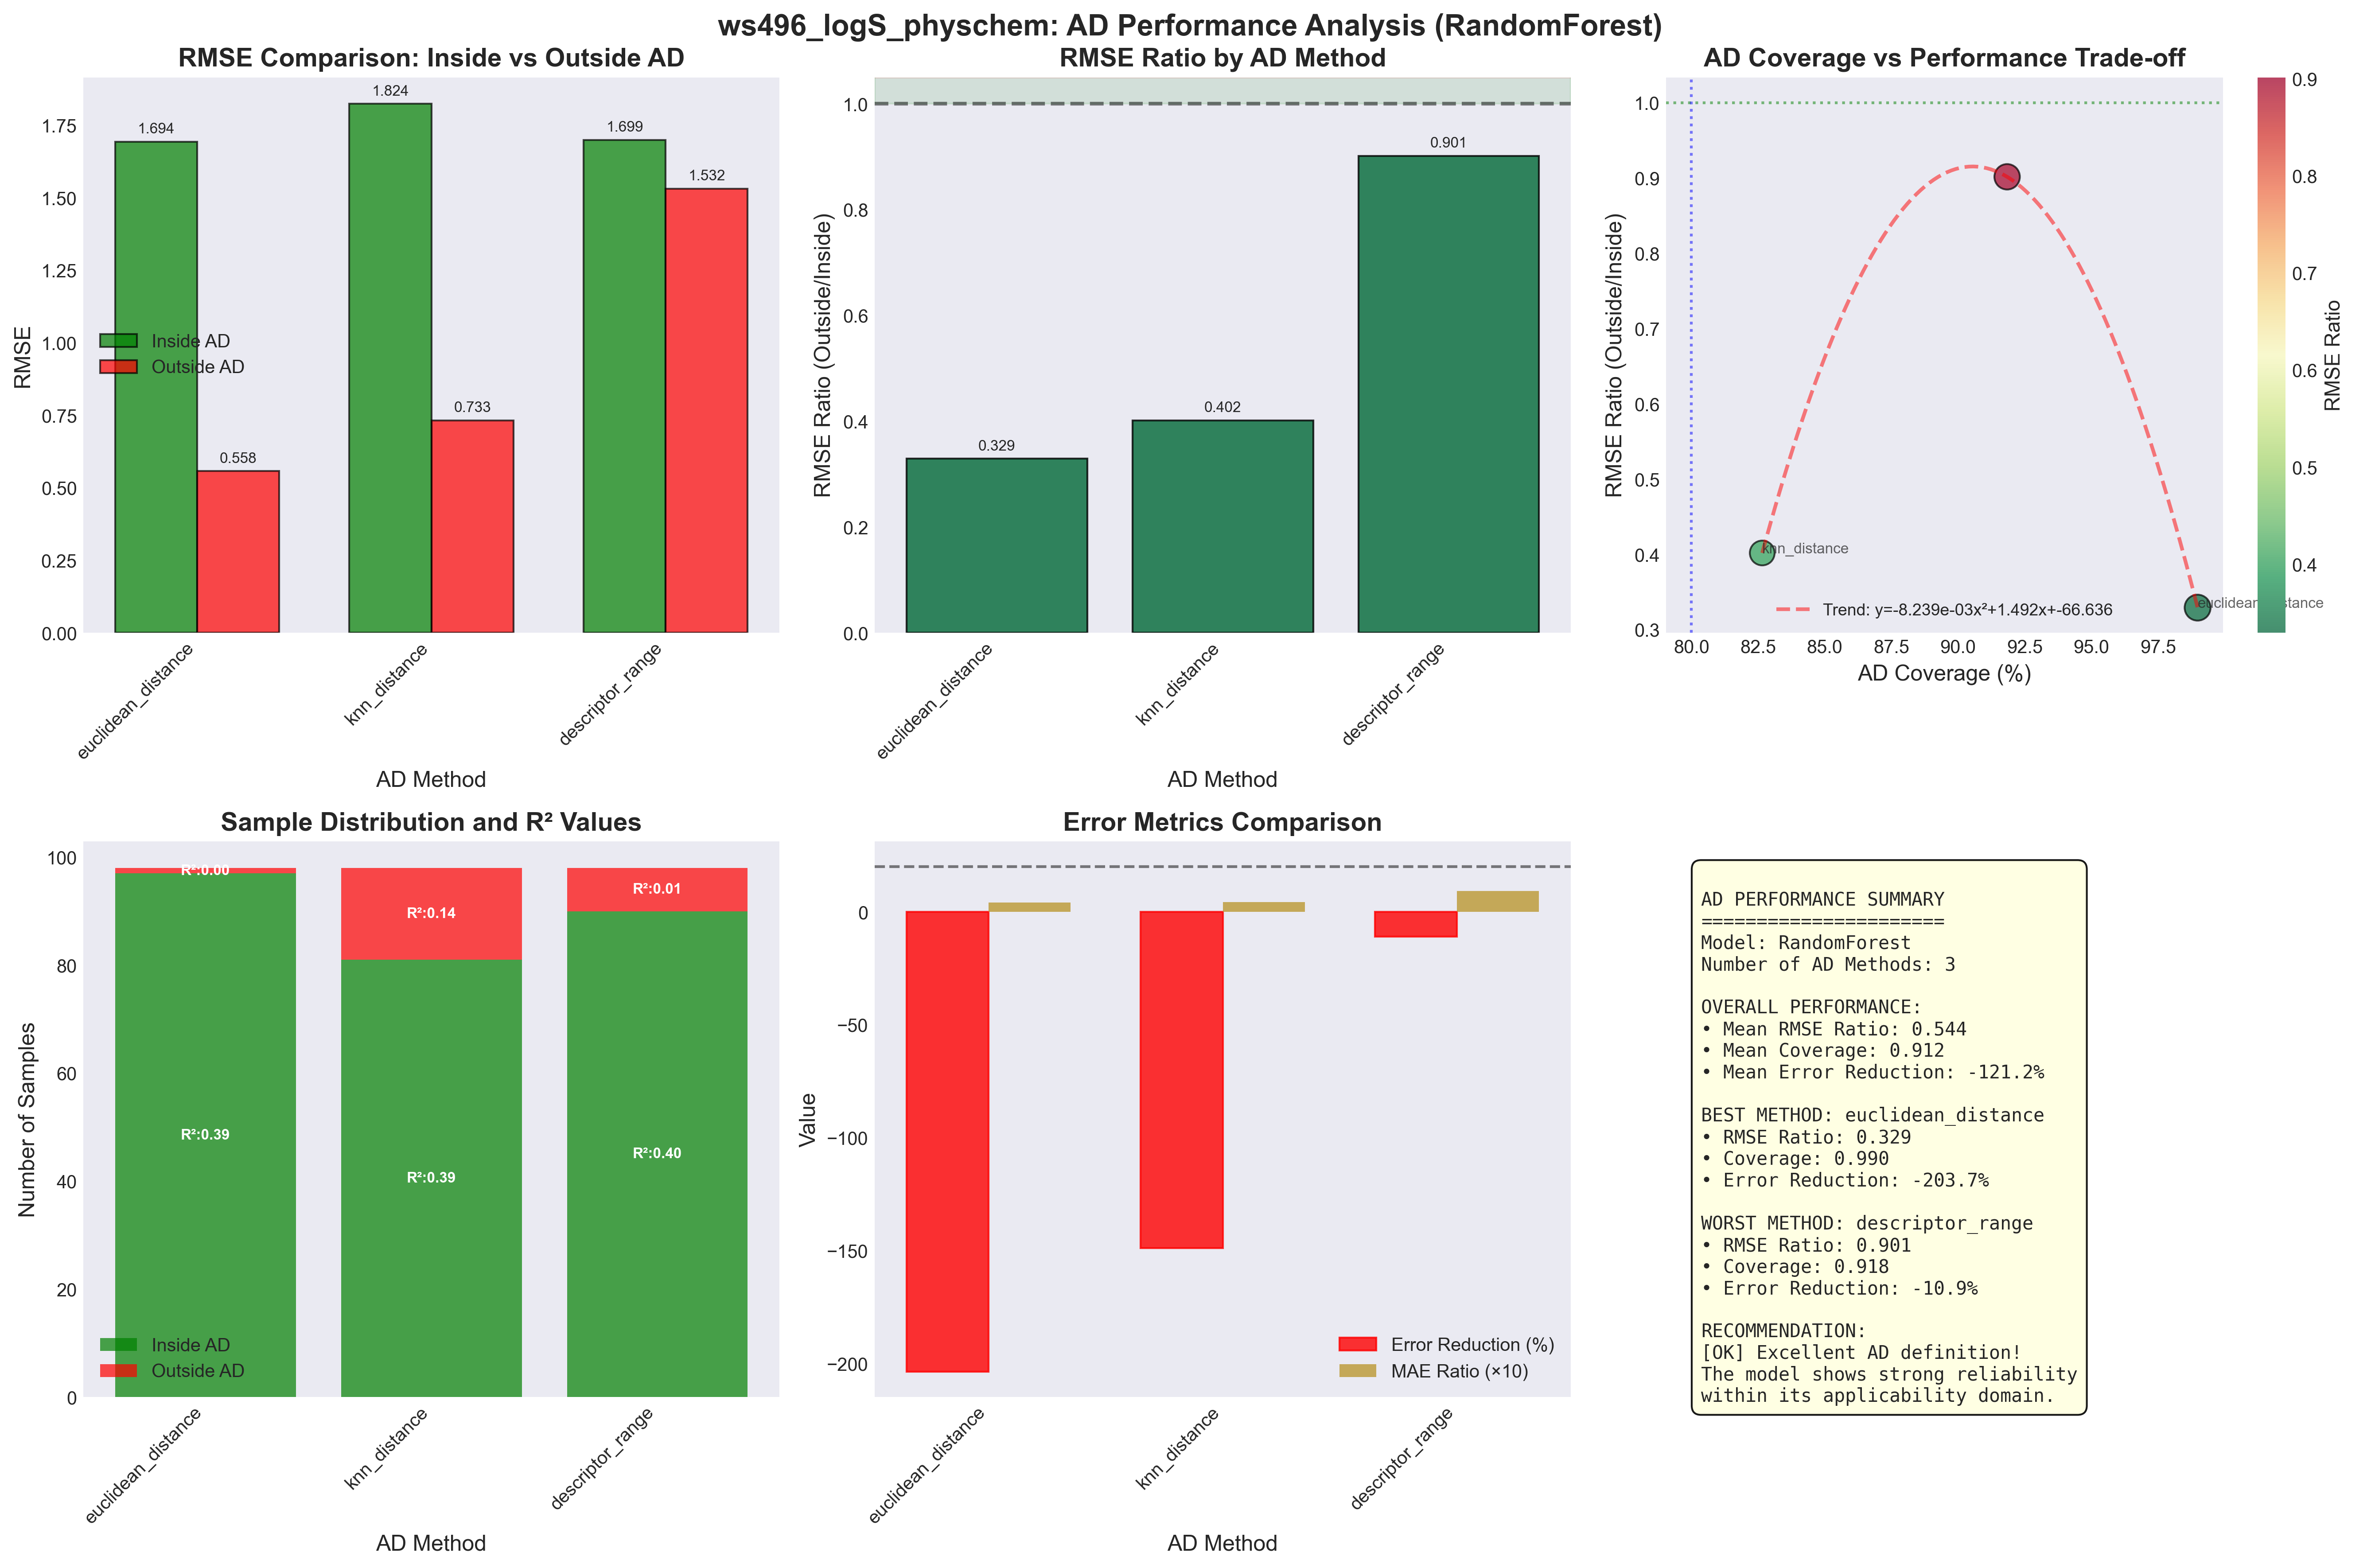 ws496_logS_physchem: AD Performance Analysis (RandomForest)
RMSE Comparison: Inside vs Outside AD
RMSE
1.75
1.50
1.25
1.00
0.75
0.50
0.25
0.00
1.694
0.558
1.824
0.733
1.699
1.532
Inside AD
Outside AD
euclidean_distance
knn_distance
descriptor_range
AD Method
RMSE Ratio by AD Method
RMSE Ratio (Outside/Inside)
1.0
0.8
0.6
0.4
0.2
0.0
0.329
0.402
0.901
euclidean_distance
knn_distance
descriptor_range
AD Method
AD Coverage vs Performance Trade-off
RMSE Ratio (Outside/Inside)
1.0
0.9
0.8
0.7
0.6
0.5
0.4
0.3
knn_distance
euclidean_distance
Trend: y=-8.239e-03x²+1.492x+-66.636
80.0
82.5
85.0
87.5
90.0
92.5
95.0
97.5
AD Coverage (%)
0.9
0.8
0.7
0.6
0.5
0.4
RMSE Ratio
Sample Distribution and R² Values
Number of Samples
100
80
60
40
20
0
R²:0.00
R²:0.39
R²:0.14
R²:0.39
R²:0.01
R²:0.40
Inside AD
Outside AD
euclidean_distance
knn_distance
descriptor_range
AD Method
Error Metrics Comparison
Value
0
−50
−100
−150
−200
Error Reduction (%)
MAE Ratio (×10)
euclidean_distance
knn_distance
descriptor_range
AD Method
AD PERFORMANCE SUMMARY
======================
Model: RandomForest
Number of AD Methods: 3
OVERALL PERFORMANCE:
• Mean RMSE Ratio: 0.544
• Mean Coverage: 0.912
• Mean Error Reduction: -121.2%
BEST METHOD: euclidean_distance
• RMSE Ratio: 0.329
• Coverage: 0.990
• Error Reduction: -203.7%
WORST METHOD: descriptor_range
• RMSE Ratio: 0.901
• Coverage: 0.918
• Error Reduction: -10.9%
RECOMMENDATION:
[OK] Excellent AD definition!
The model shows strong reliability
within its applicability domain.